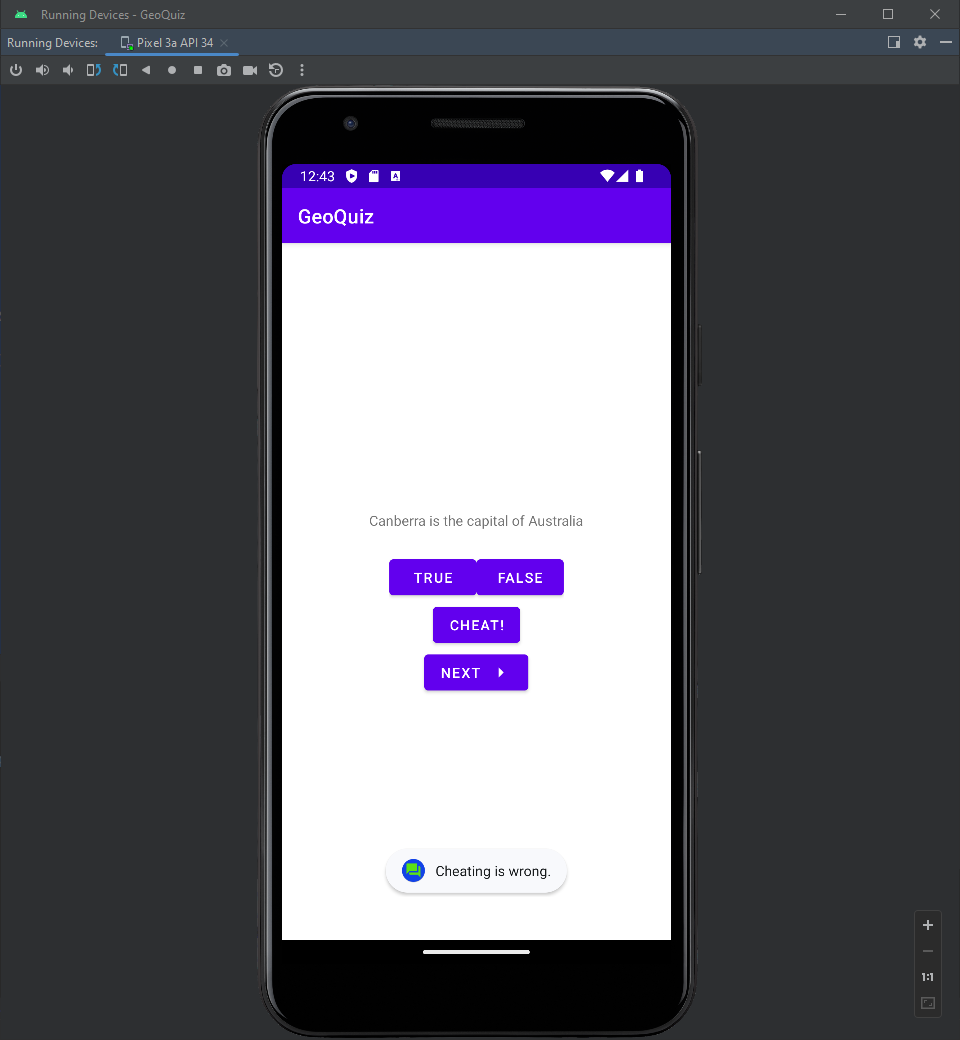 Running Devices - GeoQuiz
Running Devices: Pixel 3a API 34
12:43
GeoQuiz
Canberra is the capital of Australia
TRUE FALSE
CHEAT!
NEXT
Cheating is wrong.
1:1